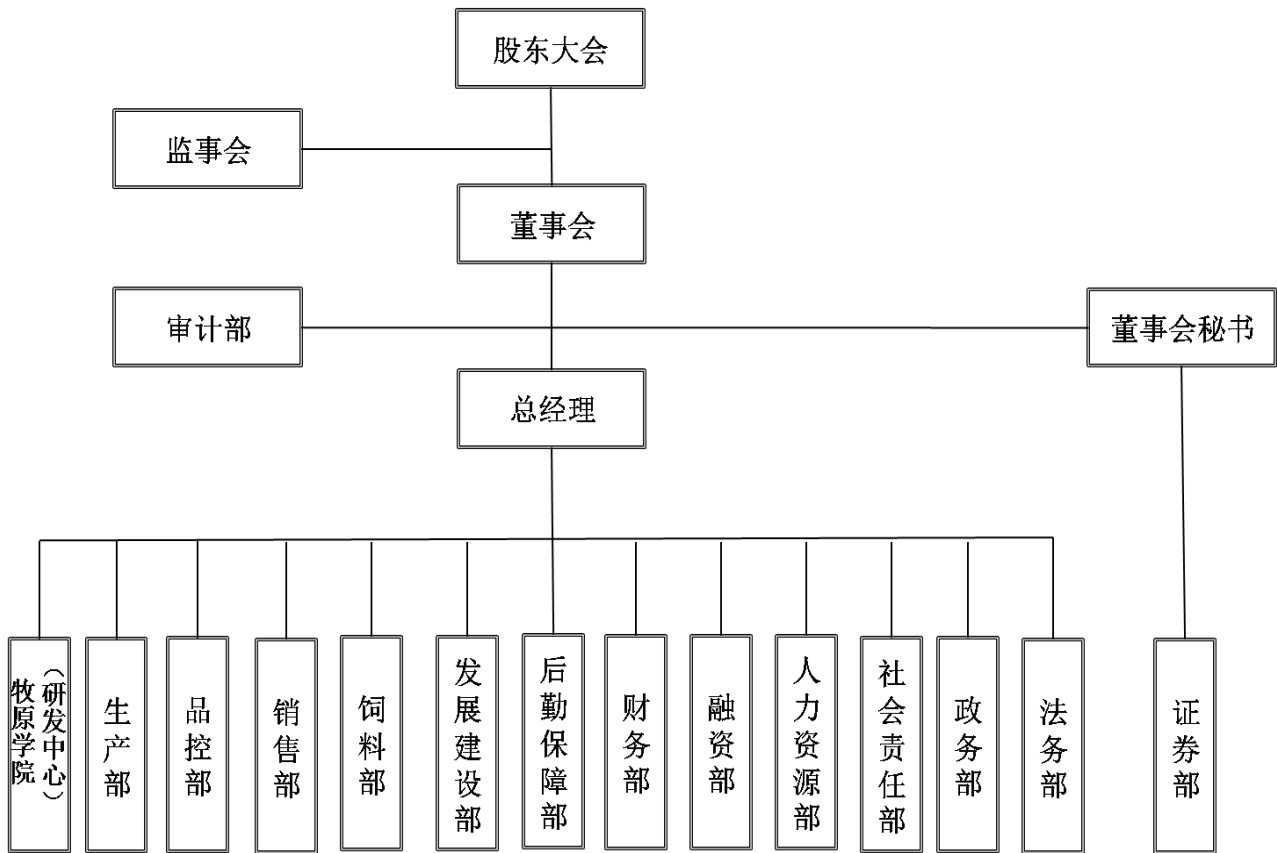 股东大会
监事会
董事会
审计部
董事会秘书
总经理
牧原学院
（研发中心）
生产部
品控部
销售部
饲料部
发展建设部
后勤保障部
财务部
融资部
人力资源部
社会责任部
政务部
法务部
证券部